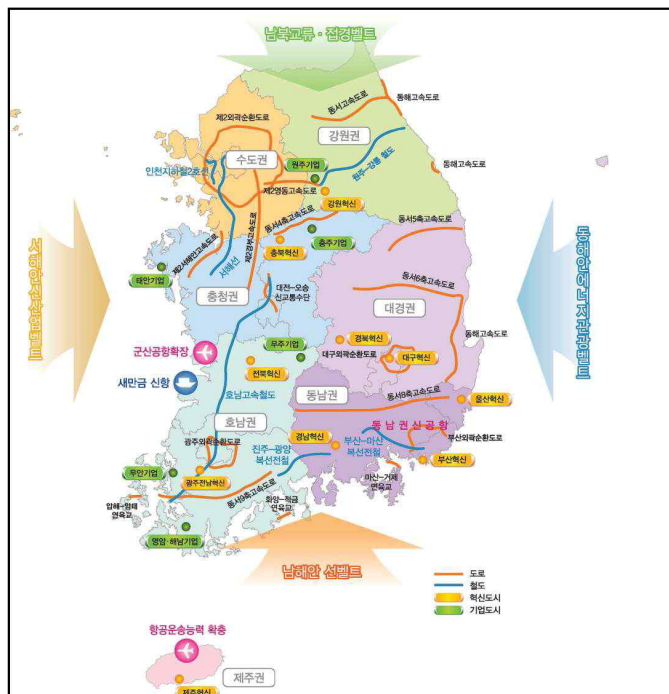 남북교류·접경벨트
동해고속도로
동서고속도로
제2외곽순환도로
강원권
수도권
원주기업
원주-강릉 철도
인천지하철2호선
동해고속도로
제2영동고속도로
강원혁신
동서5축고속도로
동서4축고속도로
충주기업
충북혁신
제2경부고속도로
제2서해안고속도로
서해선
서해안신산업벨트
동해안에너지관광벨트
태안기업
대전-오송
신교통수단
동서6축고속도로
충청권
대경권
동해고속도로
경북혁신
군산공항확장
무주기업
대구외곽순환도로
대구혁신
전북혁신
새만금 신항
호남고속철도
동남권
동서8축고속도로
울산혁신
호남권
동남권신공항
광주외곽순환도로
경남혁신
부산-마산
복선전철
부산외곽순환도로
진주-광양
복선전철
부산혁신
무안기업
광주전남혁신
마산-거제
연육교
동서9축고속도로
화양-적금
연육교
압해-암태
연육교
영암·해남기업
남해안 선벨트
도로
철도
혁신도시
기업도시
항공운송능력 확충
제주권
제주혁신